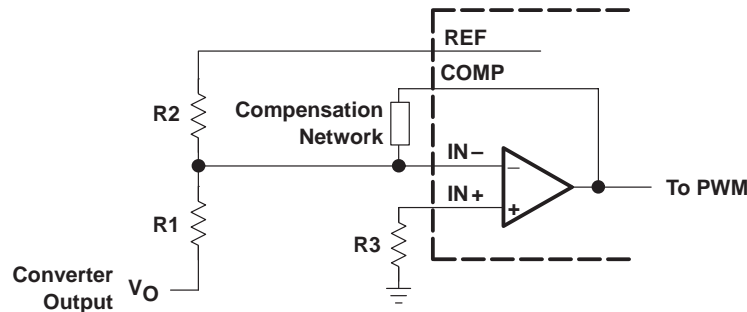 REF
COMP
R2
Compensation
Network
IN–
–
IN+
+
To PWM
R1
R3
Converter
Output
VO